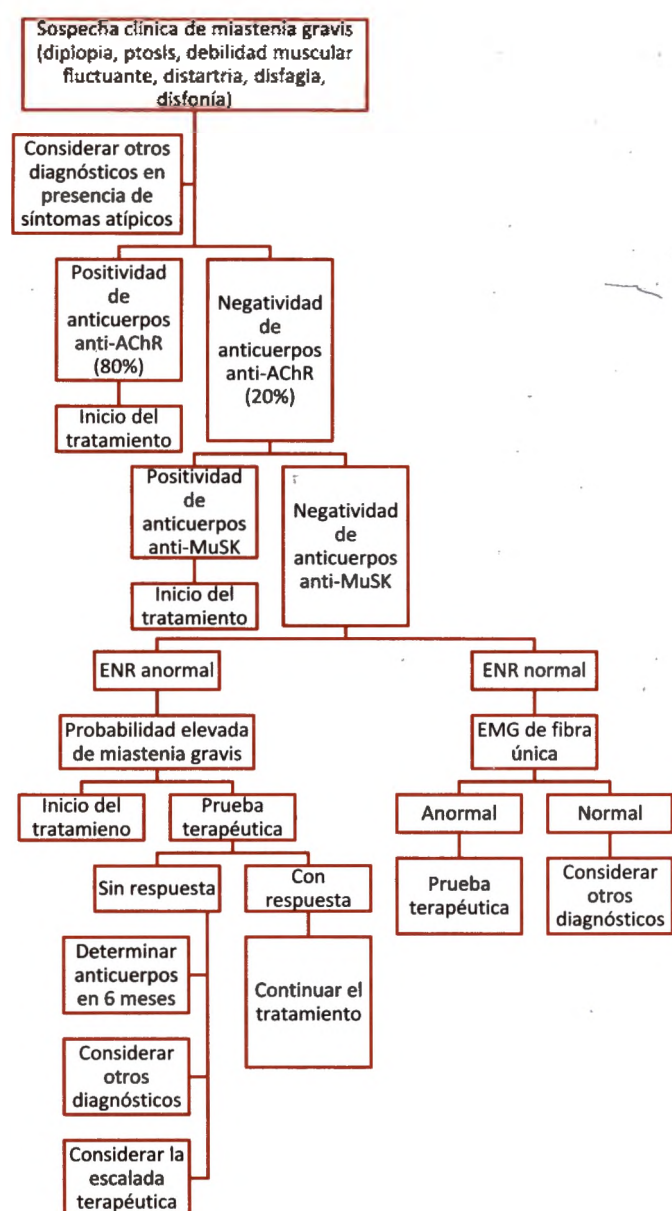 Sospecha clínica de miastenia gravis
(diplopia, ptosis, debilidad muscular
fluctuante, distartria, disfagia,
disfonía)
Considerar otros
diagnósticos en
presencia de
síntomas atípicos
Positividad
de
anticuerpos
anti-AChR
(80%)
Negatividad
de
anticuerpos
anti-AChR
(20%)
Inicio del
tratamiento
Positividad
de
anticuerpos
anti-MuSK
Negatividad
de
anticuerpos
anti-MuSK
Inicio del
tratamiento
ENR anormal
ENR normal
Probabilidad elevada
de miastenia gravis
EMG de fibra
única
Inicio del
tratamieno
Prueba
terapéutica
Anormal
Normal
Sin respuesta
Con
respuesta
Prueba
terapéutica
Considerar
otros
diagnósticos
Determinar
anticuerpos
en 6 meses
Continuar el
tratamiento
Considerar
otros
diagnósticos
Considerar la
escalada
terapéutica